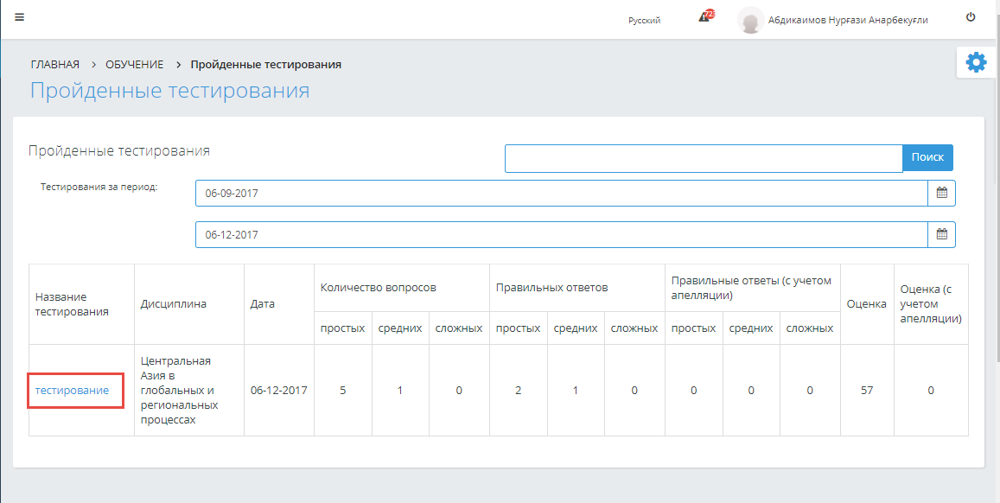 Русский
723
Абдикаимов Нурғази Анарбекуғли
ГЛАВНАЯ > ОБУЧЕНИЕ > Пройденные тестирования
Пройденные тестирования
Пройденные тестирования
Поиск
Тестирования за период:
06-09-2017
06-12-2017
Название тестирования Дисциплина Дата Количество вопросов Правильных ответов Правильные ответы (с учетом апелляции) Оценка Оценка (с учетом апелляции)
простых средних сложных простых средних сложных простых средних сложных
тестирование Центральная Азия в глобальных и региональных процессах 06-12-2017 5 1 0 2 1 0 0 0 0 57 0